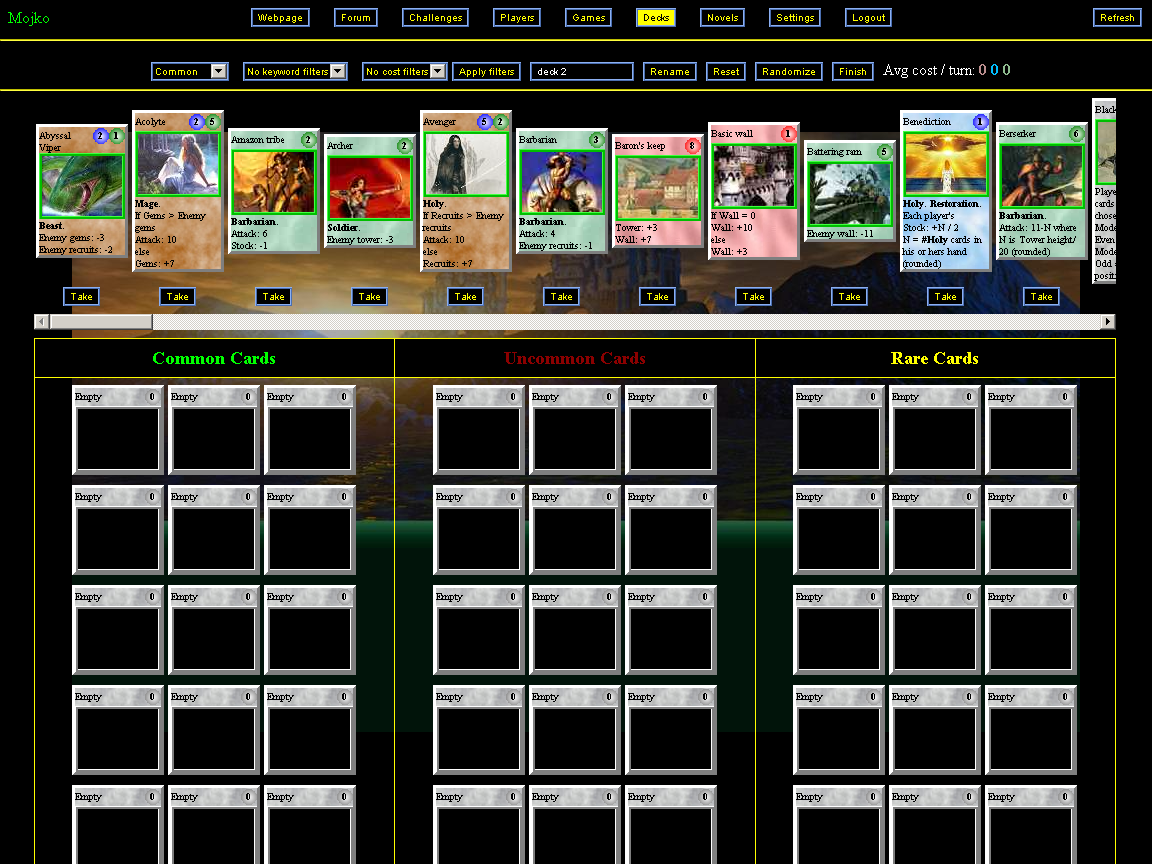 Mojko Webpage Forum Challenges Players Games Decks Novels Settings Logout Refresh
Common No keyword filters No cost filters Apply filters deck 2 Rename Reset Randomize Finish Avg cost / turn: 0 0 0
Abyssal Viper 2 1
Beast.
Enemy gems: -3
Enemy recruits: -2
Acolyte 2 5
Mage.
If Gems > Enemy
gems
Attack: 10
else
Gems: +7
Amazon tribe 2
Barbarian.
Attack: 6
Stock: -1
Archer 2
Soldier.
Enemy tower: -3
Avenger 5 2
Holy.
If Recruits > Enemy
recruits
Attack: 10
else
Recruits: +7
Barbarian 3
Barbarian.
Attack: 4
Enemy recruits: -1
Baron's keep 8
Tower: +3
Wall: +7
Basic wall 1
If Wall = 0
Wall: +10
else
Wall: +3
Battering ram 5
Enemy wall: -11
Benediction 1
Holy. Restoration.
Each player's
Stock: +N / 2
N = #Holy cards in
his or hers hand
(rounded)
Berserker 6
Barbarian.
Attack: 11-N where
N is Tower height/
20 (rounded)
Black
Playe
cards
chose
Mode
Even
Mode
Odd
positi
Take Take Take Take Take Take Take Take Take Take Take
Common Cards Uncommon Cards Rare Cards
Empty 0 Empty 0 Empty 0 Empty 0 Empty 0 Empty 0 Empty 0 Empty 0 Empty 0
Empty 0 Empty 0 Empty 0 Empty 0 Empty 0 Empty 0 Empty 0 Empty 0 Empty 0
Empty 0 Empty 0 Empty 0 Empty 0 Empty 0 Empty 0 Empty 0 Empty 0 Empty 0
Empty 0 Empty 0 Empty 0 Empty 0 Empty 0 Empty 0 Empty 0 Empty 0 Empty 0
Empty 0 Empty 0 Empty 0 Empty 0 Empty 0 Empty 0 Empty 0 Empty 0 Empty 0